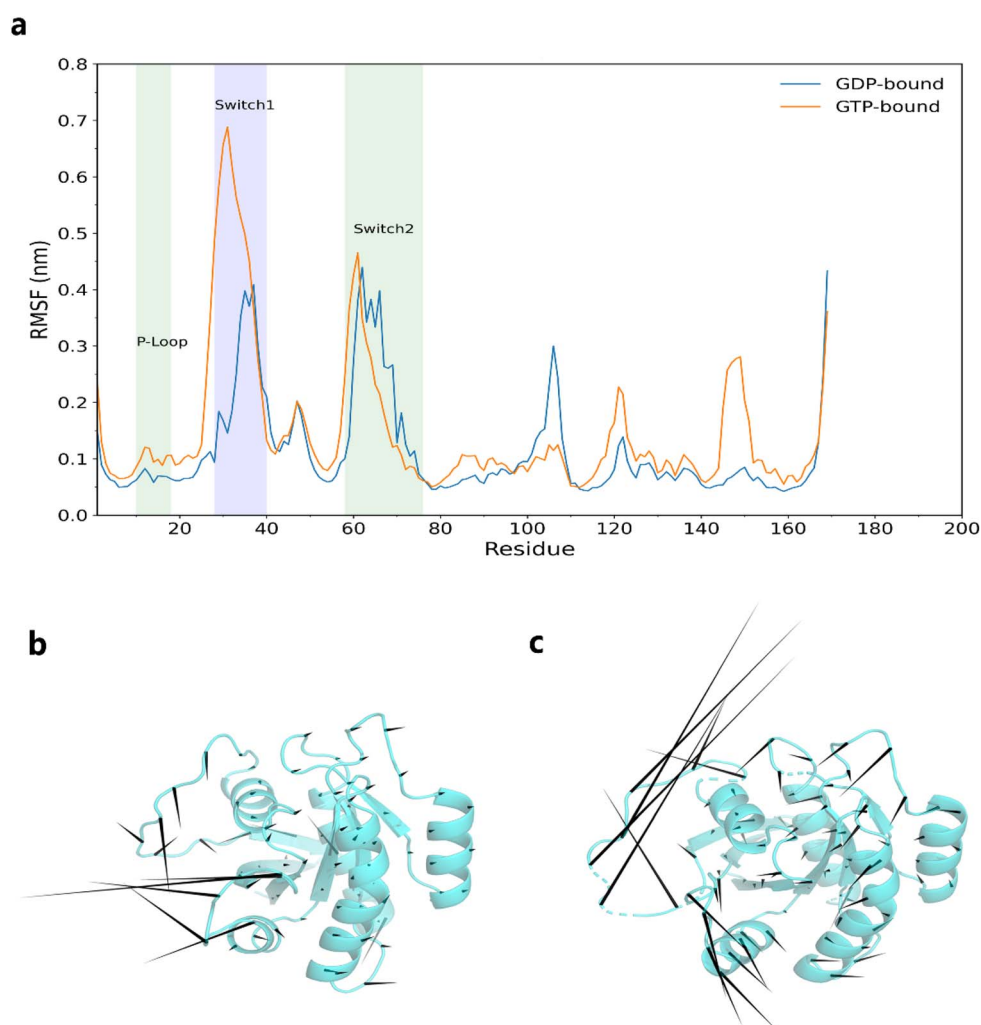 a
0.8
0.7
0.6
0.5
0.4
0.3
0.2
0.1
0.0
RMSF (nm)
Switch1
Switch2
P-Loop
GDP-bound
GTP-bound
20 40 60 80 100 120 140 160 180 200
Residue
b
c